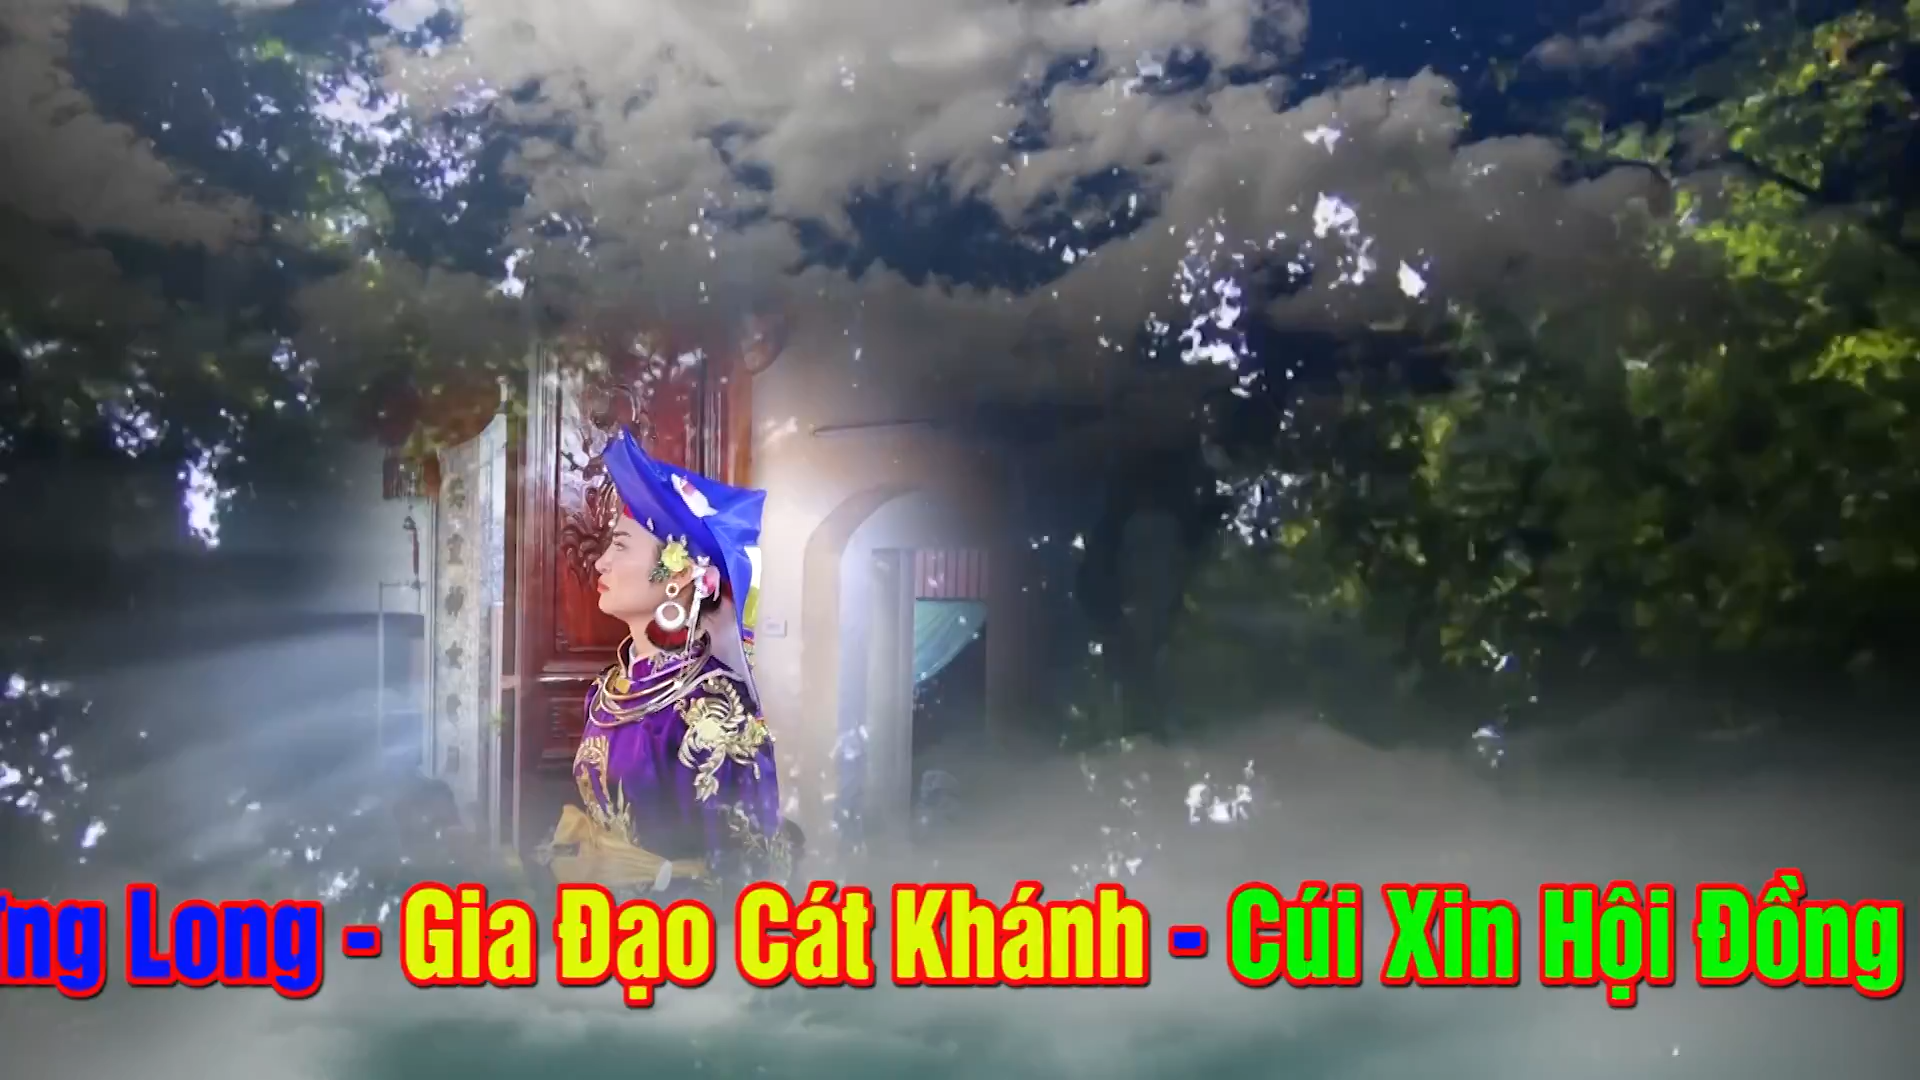 ng Long - Gia Đạo Cát Khánh - Cúi Xin Hội Đồng